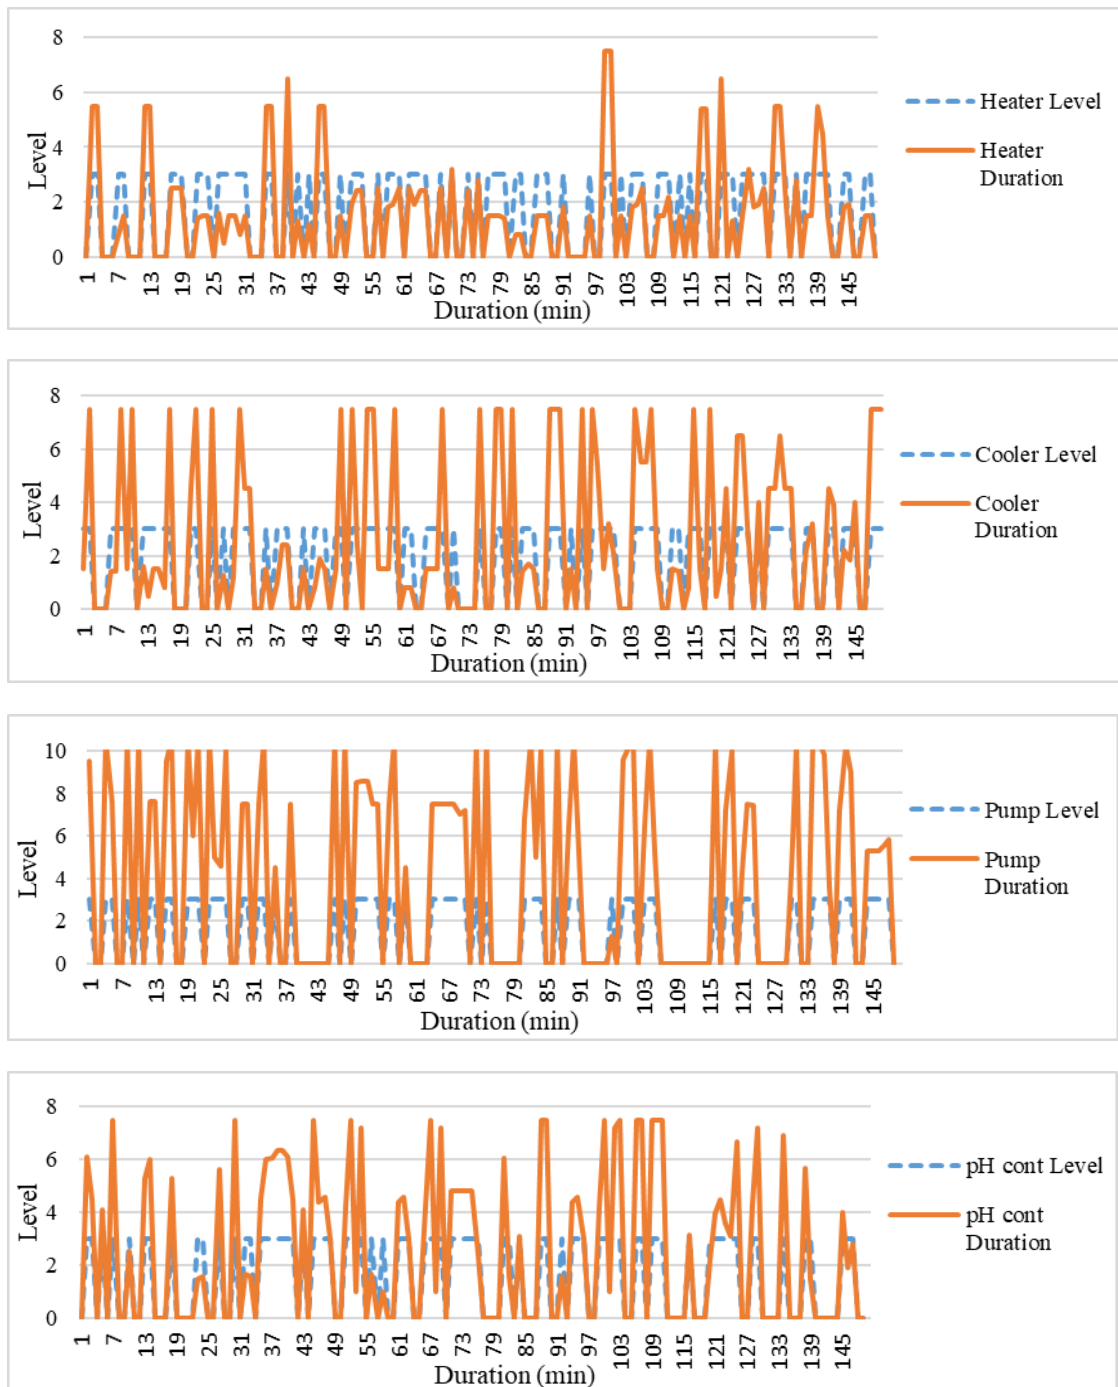 8
6
4
2
0
Level
1 7 13 19 25 31 37 43 49 55 61 67 73 79 85 91 97 103 109 115 121 127 133 139 145
Duration (min)
Heater Level
Heater
Duration
8
6
4
2
0
Level
1 7 13 19 25 31 37 43 49 55 61 67 73 79 85 91 97 103 109 115 121 127 133 139 145
Duration (min)
Cooler Level
Cooler
Duration
10
8
6
4
2
0
Level
1 7 13 19 25 31 37 43 49 55 61 67 73 79 85 91 97 103 109 115 121 127 133 139 145
Duration (min)
Pump Level
Pump
Duration
8
6
4
2
0
Level
1 7 13 19 25 31 37 43 49 55 61 67 73 79 85 91 97 103 109 115 121 127 133 139 145
Duration (min)
pH cont Level
pH cont
Duration